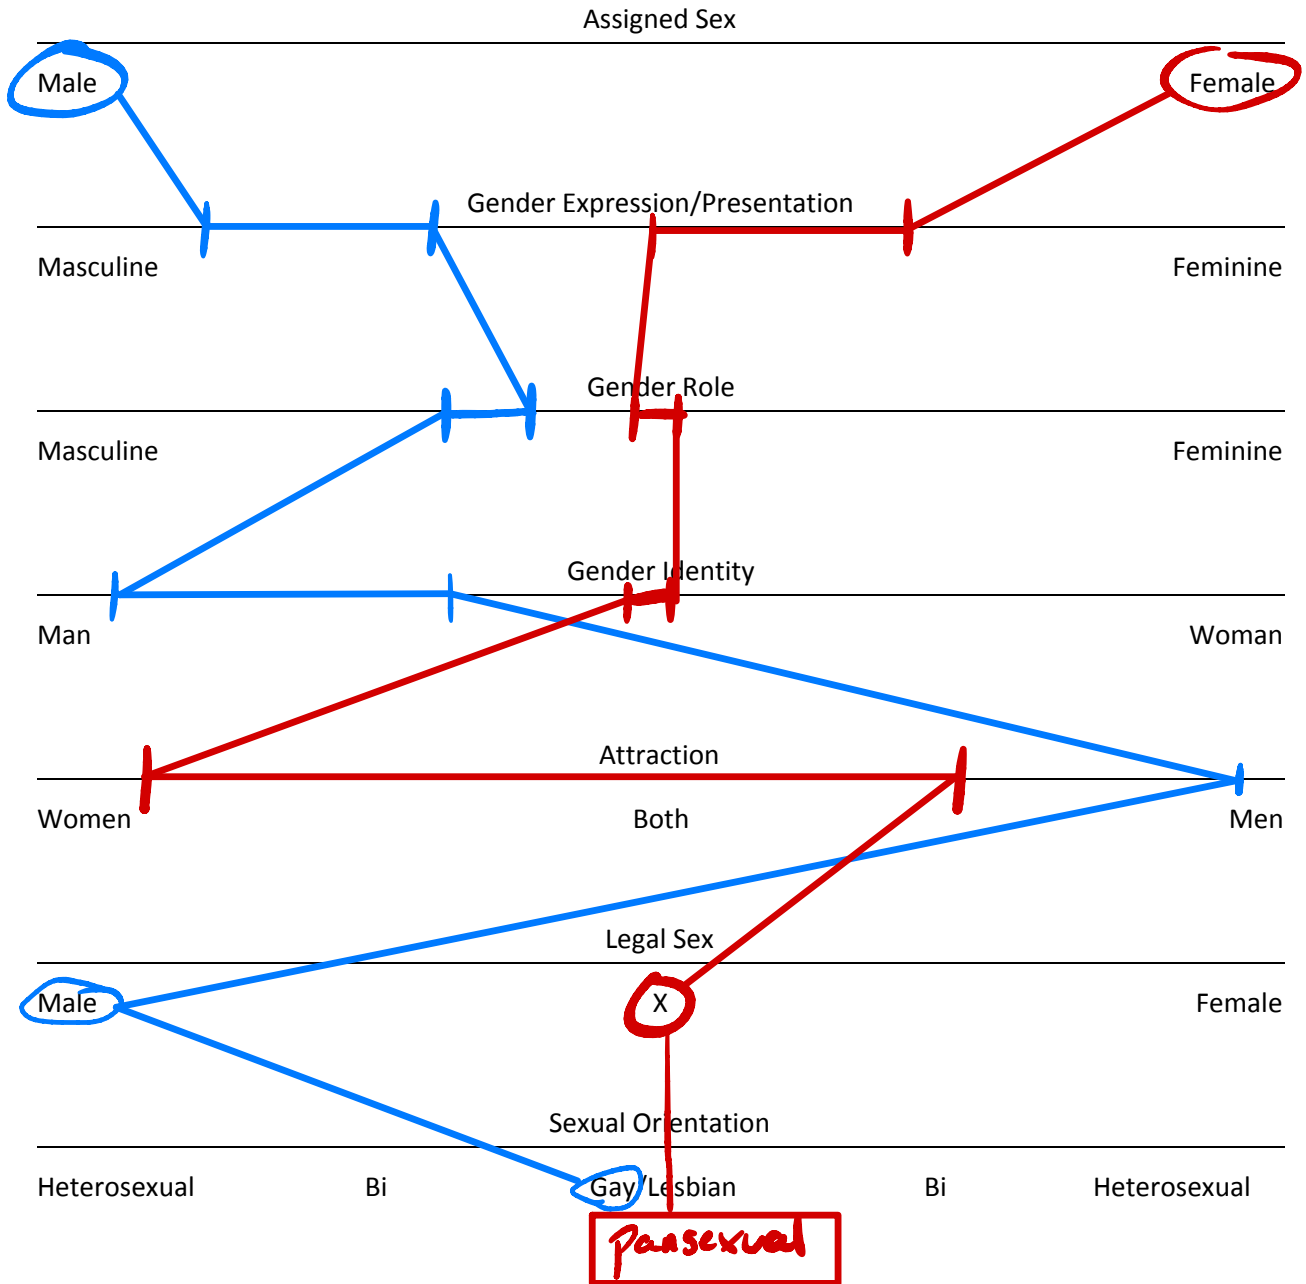 Assigned Sex
Male Female
Gender Expression/Presentation
Masculine Feminine
Gender Role
Masculine Feminine
Gender Identity
Man Woman
Attraction
Women Both Men
Legal Sex
Male X Female
Sexual Orientation
Heterosexual Bi Gay/Lesbian Bi Heterosexual
pansexual